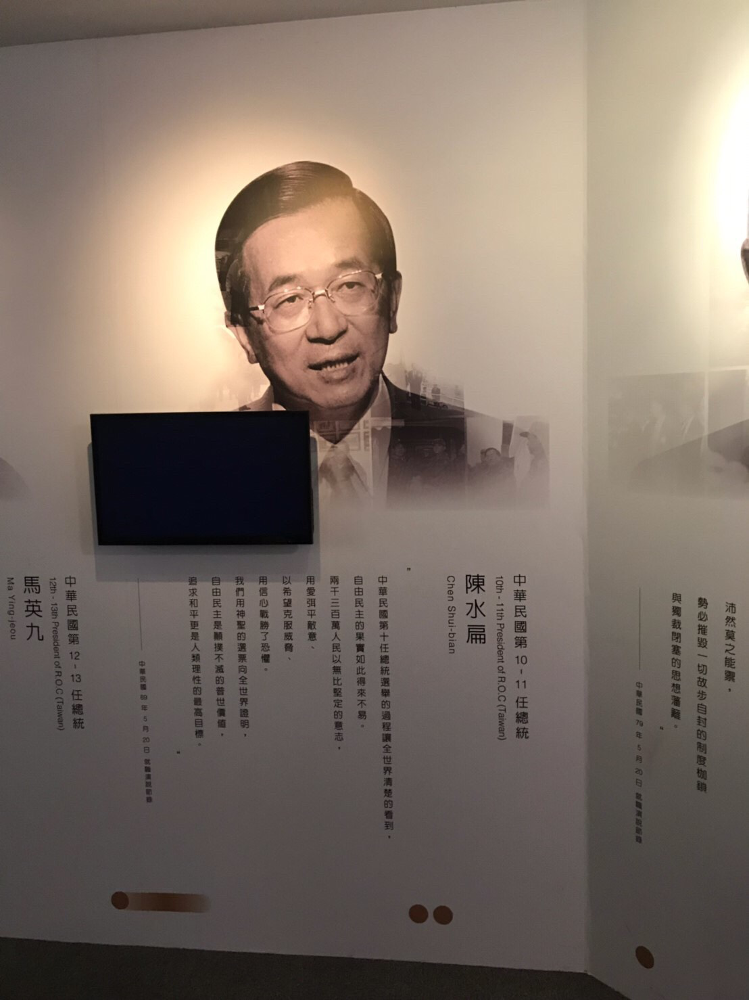 沛然莫之能禦，
勢必摧毀一切故步自封的制度枷鎖
與獨裁閉塞的思想藩籬。
”
中華民國 79 年 5 月 20 日 就職演說節錄
中華民國第 10 - 11 任總統
10th - 11th President of R.O.C (Taiwan)
陳水扁
Chen Shui-bian
”
中華民國第十任總統選舉的過程讓全世界清楚的看到，
自由民主的果實如此得來不易。
兩千三百萬人民以無比堅定的意志，
用愛弭平敵意、
以希望克服威脅、
用信心戰勝了恐懼。
我們用神聖的選票向全世界證明，
自由民主是顛撲不滅的普世價值，
追求和平更是人類理性的最高目標。
”
中華民國 89 年 5 月 20 日 就職演說節錄
中華民國第 12 - 13 任總統
12th - 13th President of R.O.C (Taiwan)
馬英九
Ma Ying-jeou